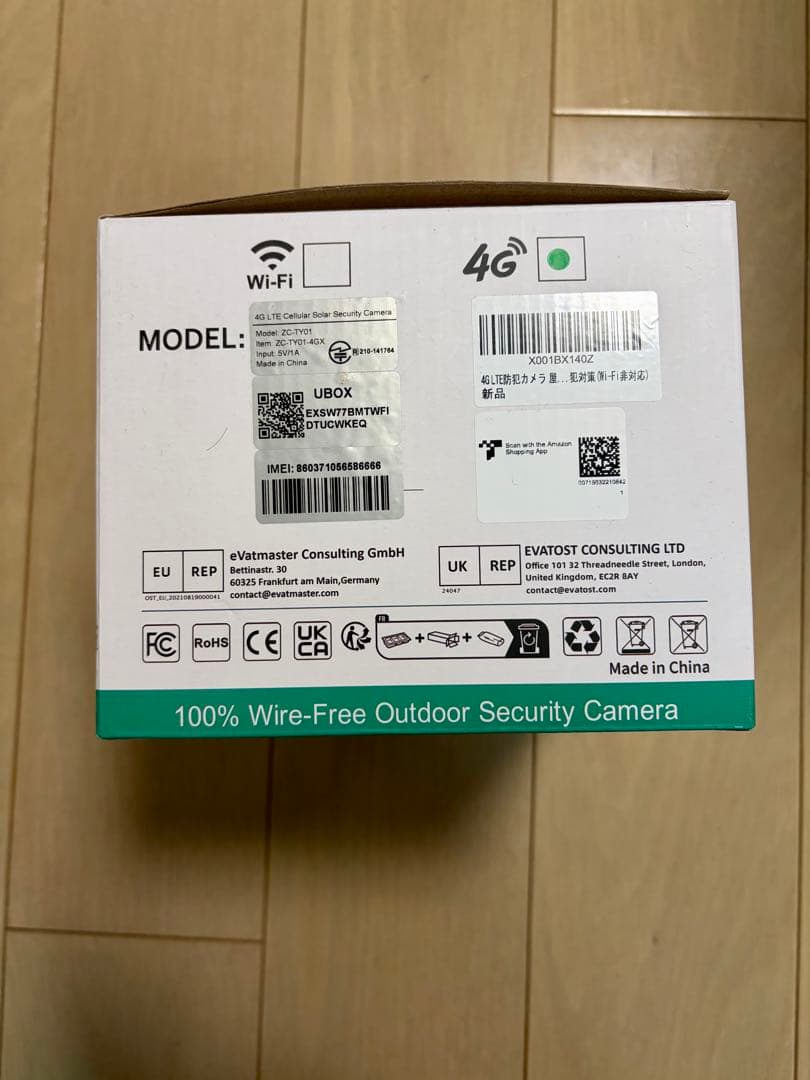 Wi-Fi
4G
MODEL:
4G LTE Cellular Solar Security Camera
Model: ZC-TY01
Item: ZC-TY01-4GX
Input: 5V/1A
Made in China
R 210-141764
UBOX
EXSW77BMTWFI
DTUCWKEQ
IMEI: 860371056586666
X001BX140Z
4G LTE防犯カメラ 屋...犯対策(Wi-Fi非対応)
新品
Scan with the Amazon
Shopping App
00719532210842
1
EU REP
OST_EU_20210819000041
eVatmaster Consulting GmbH
Bettinastr. 30
60325 Frankfurt am Main,Germany
contact@evatmaster.com
UK REP
24047
EVATOST CONSULTING LTD
Office 101 32 Threadneedle Street, London,
United Kingdom, EC2R 8AY
contact@evatost.com
FC
RoHS
CE
UK
CA
FR
+
+
Made in China
100% Wire-Free Outdoor Security Camera